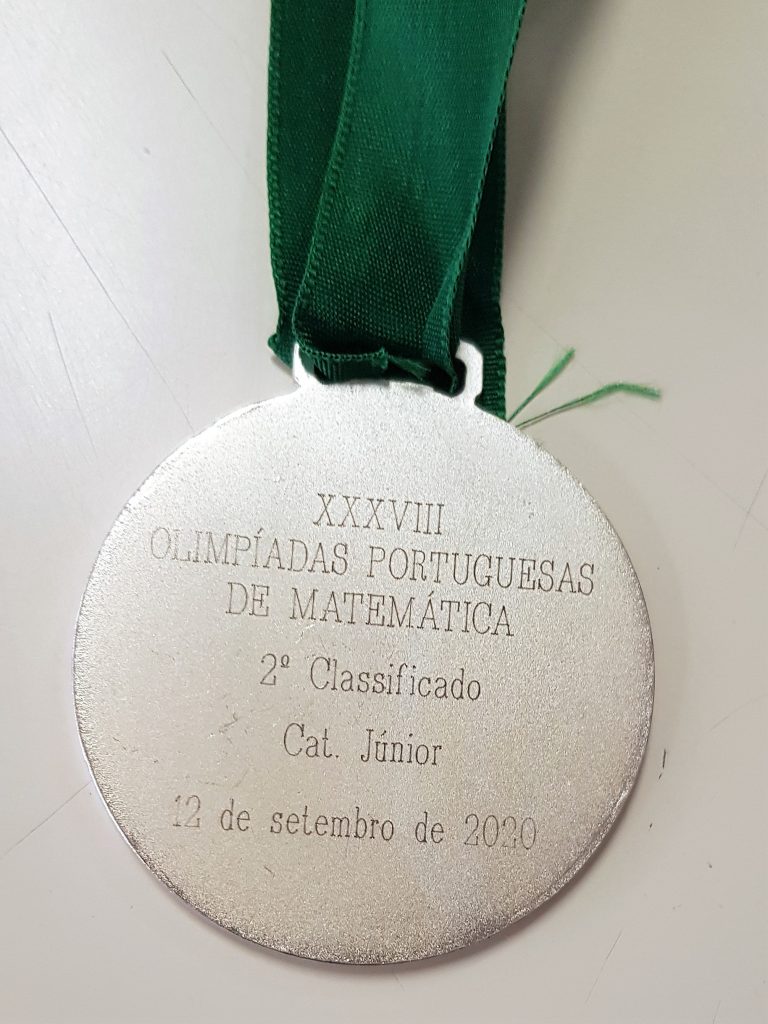 XXXVIII
OLIMPÍADAS PORTUGUESAS
DE MATEMÁTICA
2º Classificado
Cat. Júnior
12 de setembro de 2020